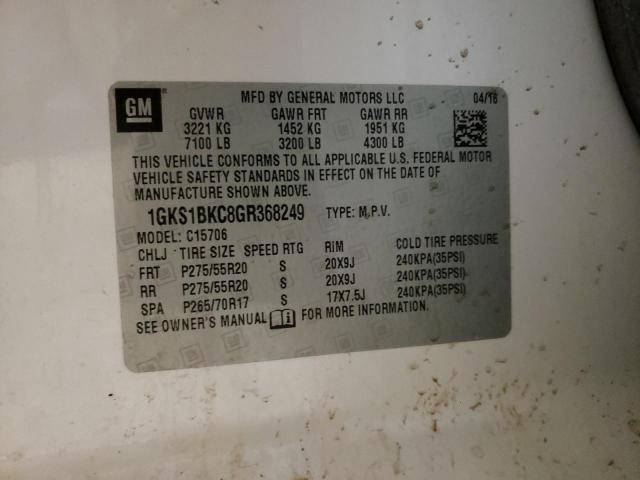 GM ®
MFD BY GENERAL MOTORS LLC 04/16
GVWR GAWR FRT GAWR RR
3221 KG 1452 KG 1951 KG
7100 LB 3200 LB 4300 LB
THIS VEHICLE CONFORMS TO ALL APPLICABLE U.S. FEDERAL MOTOR
VEHICLE SAFETY STANDARDS IN EFFECT ON THE DATE OF
MANUFACTURE SHOWN ABOVE.
1GKS1BKC8GR368249 TYPE: M.P.V.
MODEL: C15706
CHLJ TIRE SIZE SPEED RTG RIM COLD TIRE PRESSURE
FRT P275/55R20 S 20X9J 240KPA(35PSI)
RR P275/55R20 S 20X9J 240KPA(35PSI)
SPA P265/70R17 S 17X7.5J 240KPA(35PSI)
SEE OWNER'S MANUAL FOR MORE INFORMATION.